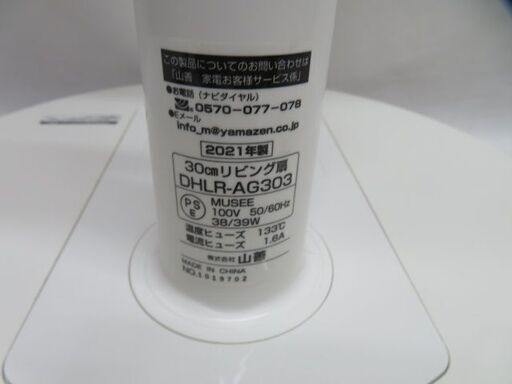 この製品についてのお問い合わせは
「山善 家電お客様サービス係」
●お電話(ナビダイヤル)
0570-077-078
●Eメール
info_m@yamazen.co.jp
2021年製
30cmリビング扇
DHLR-AG303
PSE
MUSEE
100V 50/60Hz
38/39W
温度ヒューズ 133℃
電流ヒューズ 1.6A
株式会社 山善
MADE IN CHINA
NO.1019702